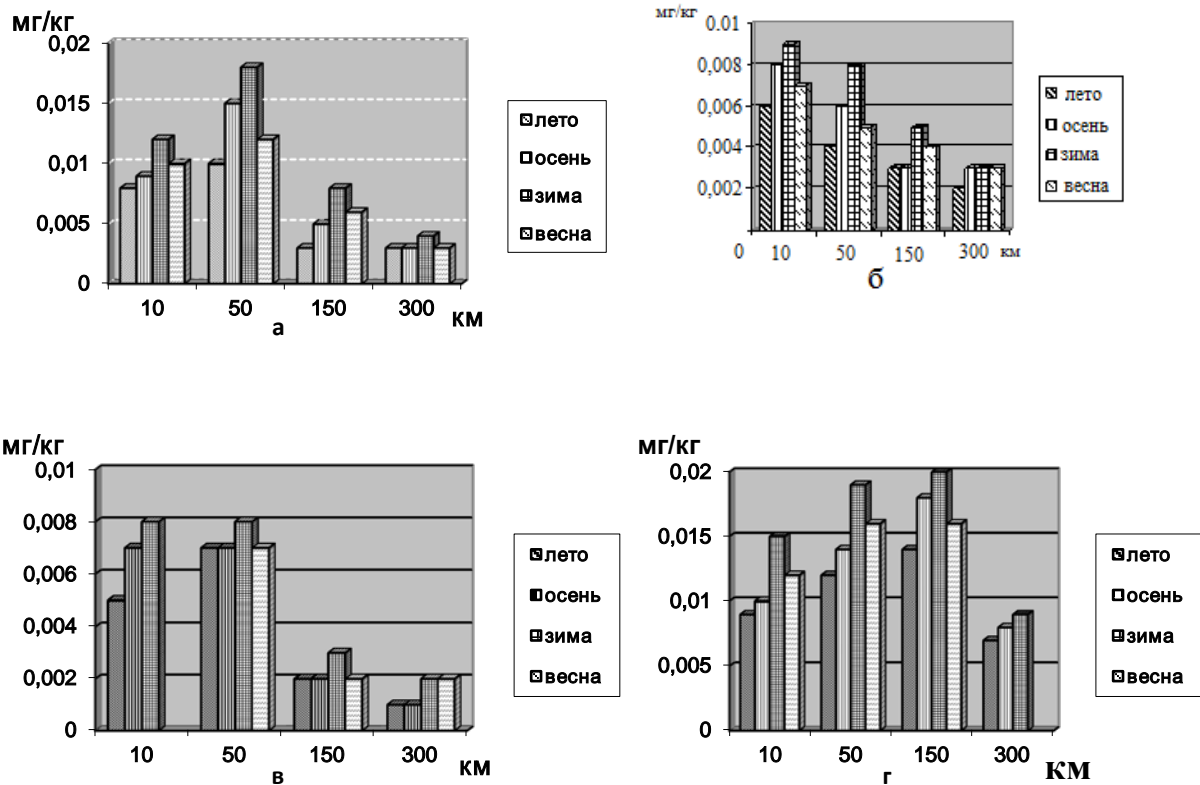 мг/кг
0,02
0,015
0,01
0,005
0
10 50 150 300 км
а
лето
осень
зима
весна
мг/кг
0.01
0,008
0,006
0,004
0,002
0 10 50 150 300 км
б
лето
осень
зима
весна
мг/кг
0,01
0,008
0,006
0,004
0,002
0
10 50 150 300 км
в
лето
осень
зима
весна
мг/кг
0,02
0,015
0,01
0,005
0
10 50 150 300 км
г
лето
осень
зима
весна